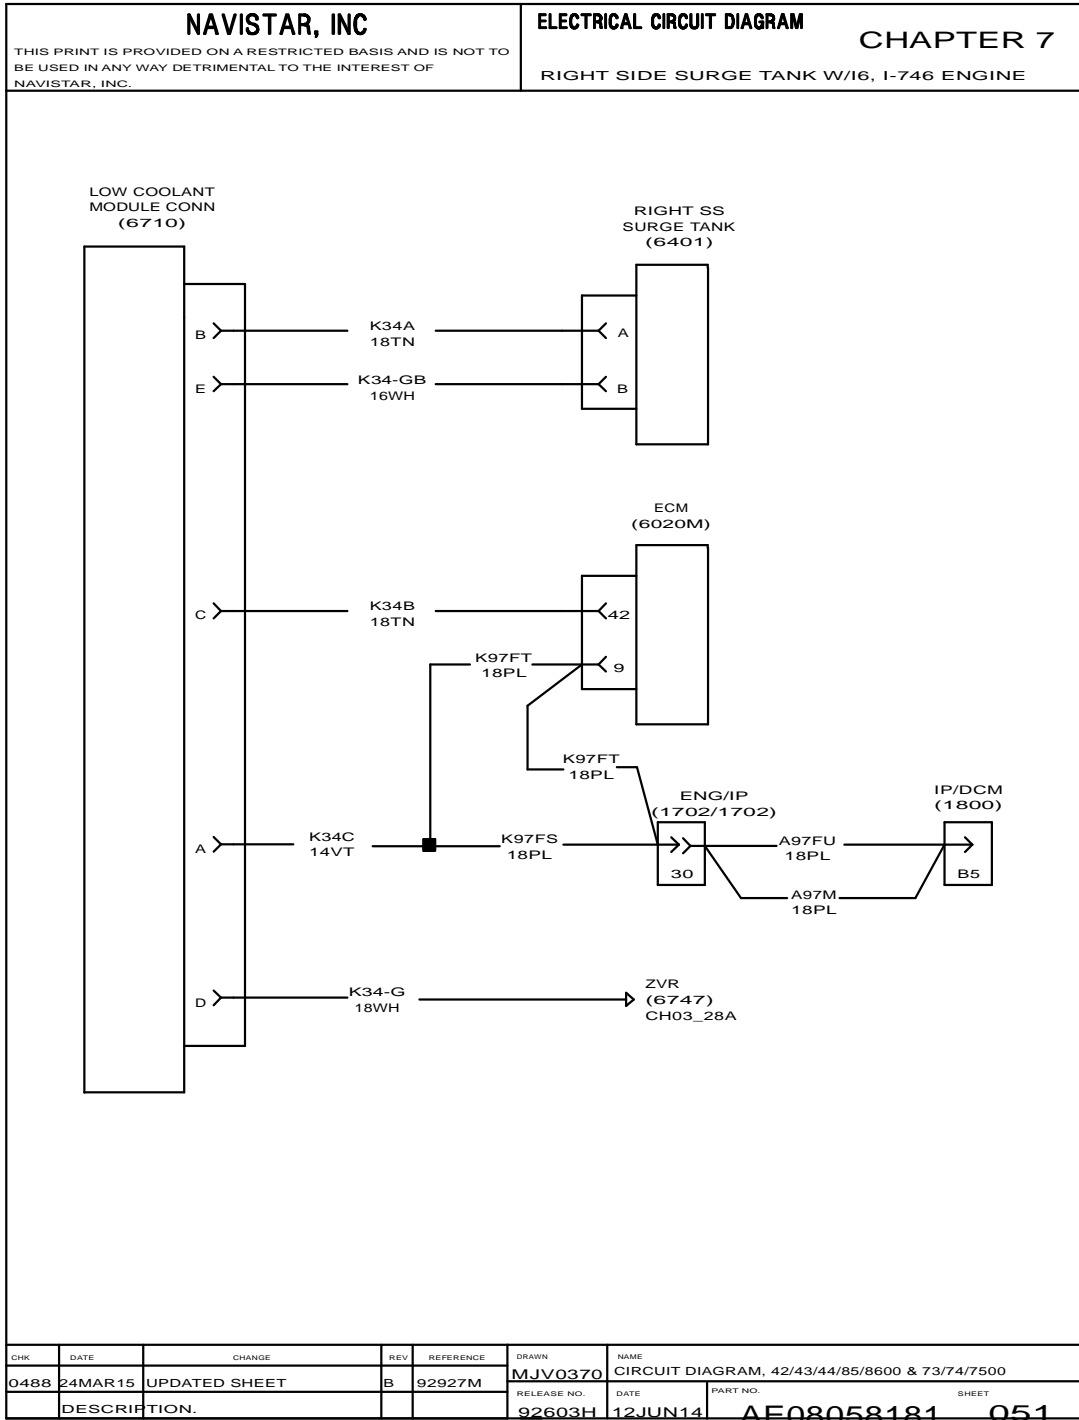 NAVISTAR, INC
THIS PRINT IS PROVIDED ON A RESTRICTED BASIS AND IS NOT TO
BE USED IN ANY WAY DETRIMENTAL TO THE INTEREST OF
NAVISTAR, INC.
ELECTRICAL CIRCUIT DIAGRAM
CHAPTER 7
RIGHT SIDE SURGE TANK W/I6, I-746 ENGINE
LOW COOLANT
MODULE CONN
(6710)
RIGHT SS
SURGE TANK
(6401)
B
K34A
18TN
A
E
K34-GB
16WH
B
ECM
(6020M)
C
K34B
18TN
42
K97FT
18PL
9
K97FT
18PL
ENG/IP
(1702/1702)
IP/DCM
(1800)
A
K34C
14VT
K97FS
18PL
30
A97FU
18PL
B5
A97M
18PL
D
K34-G
18WH
ZVR
(6747)
CH03_28A
CHK DATE CHANGE REV REFERENCE
0488 24MAR15 UPDATED SHEET B 92927M
DESCRIPTION.
DRAWN
MJV0370
NAME
CIRCUIT DIAGRAM, 42/43/44/85/8600 & 73/74/7500
RELEASE NO.
92603H
DATE
12JUN14
PART NO.
AE08058181
SHEET
051